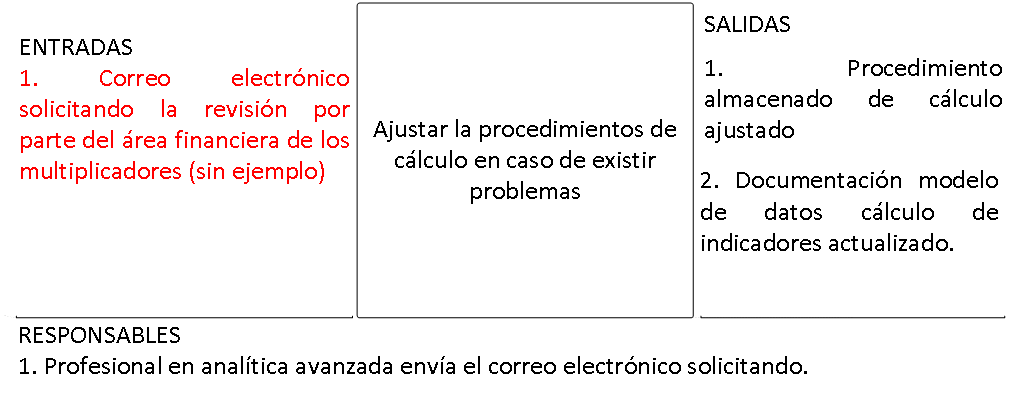 ENTRADAS
1. Correo electrónico
solicitando la revisión por
parte del área financiera de los
multiplicadores (sin ejemplo)
Ajustar la procedimientos de
cálculo en caso de existir
problemas
SALIDAS
1. Procedimiento
almacenado de cálculo
ajustado
2. Documentación modelo
de datos cálculo de
indicadores actualizado.
RESPONSABLES
1. Profesional en analítica avanzada envía el correo electrónico solicitando.